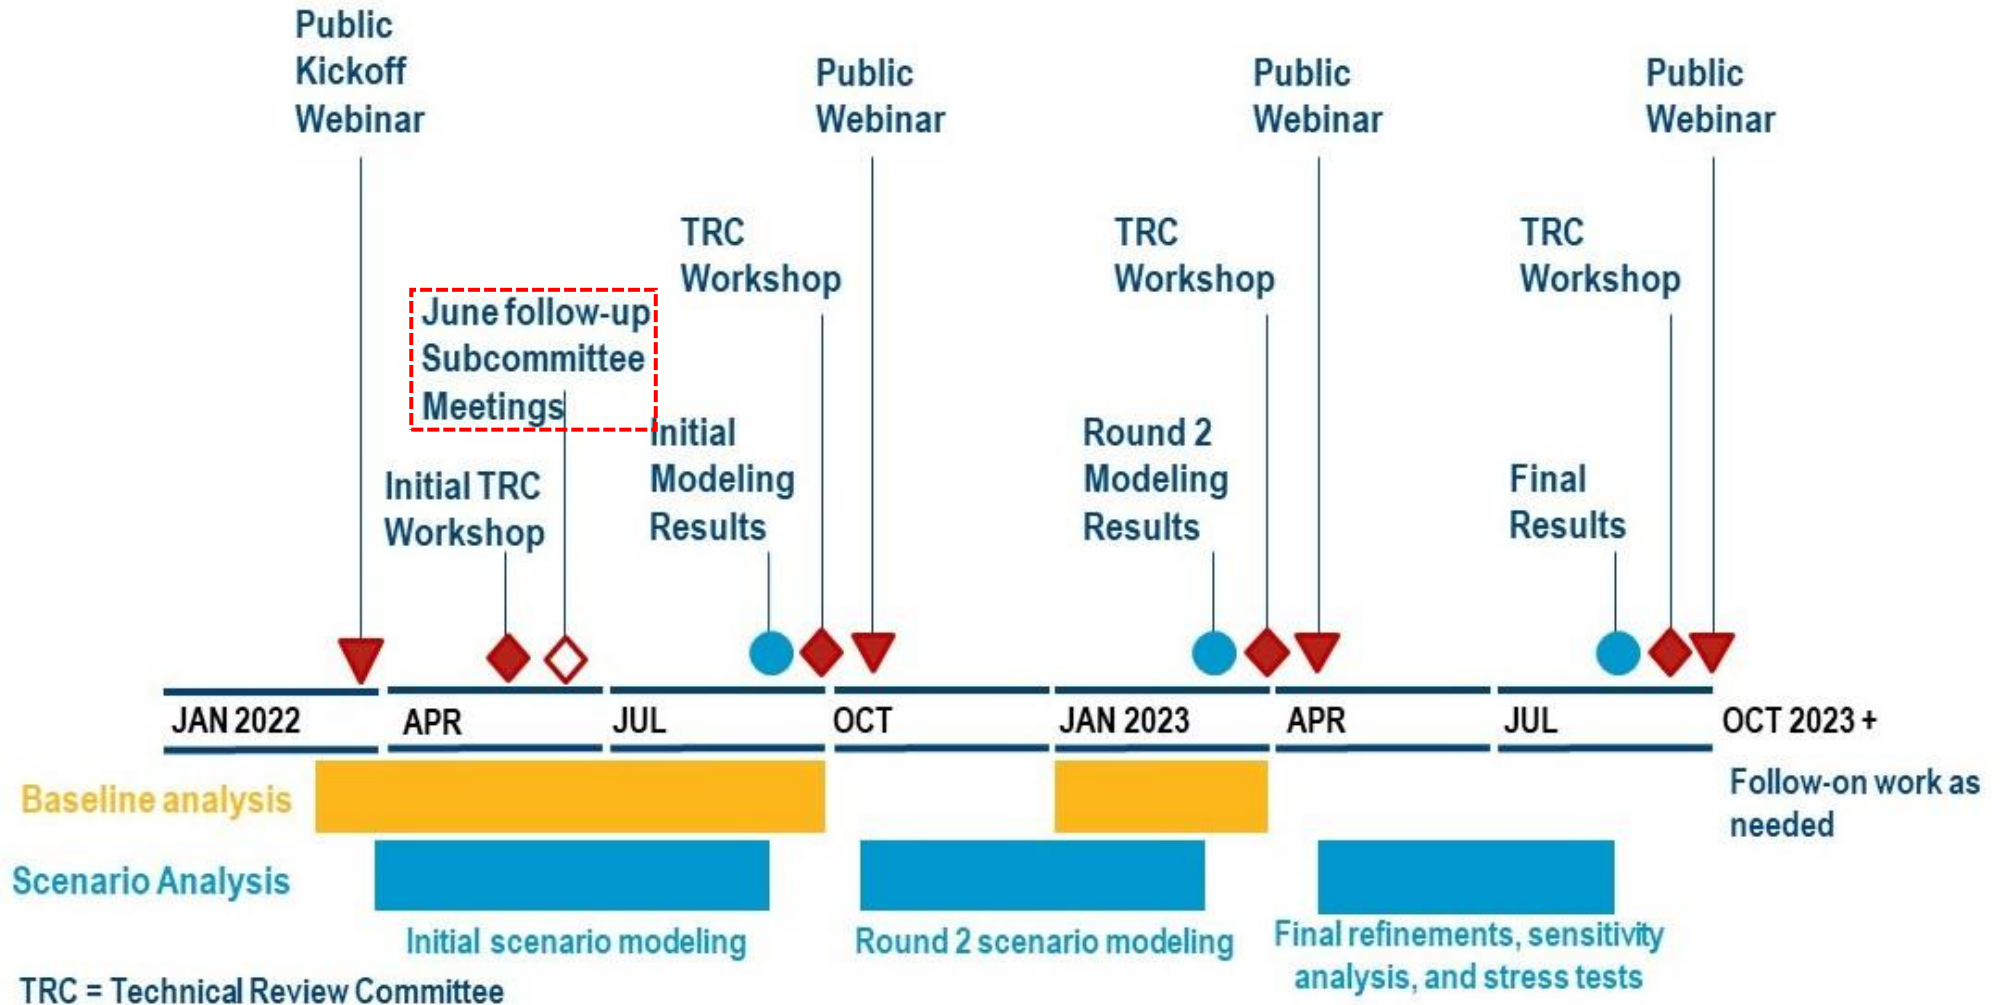 Public
Kickoff
Webinar
Public
Webinar
Public
Webinar
Public
Webinar
TRC
Workshop
TRC
Workshop
TRC
Workshop
June follow-up
Subcommittee
Meetings
Initial TRC
Workshop
Initial
Modeling
Results
Round 2
Modeling
Results
Final
Results
JAN 2022
APR
JUL
OCT
JAN 2023
APR
JUL
OCT 2023 +
Baseline analysis
Follow-on work as
needed
Scenario Analysis
Initial scenario modeling
Round 2 scenario modeling
Final refinements, sensitivity
analysis, and stress tests
TRC = Technical Review Committee